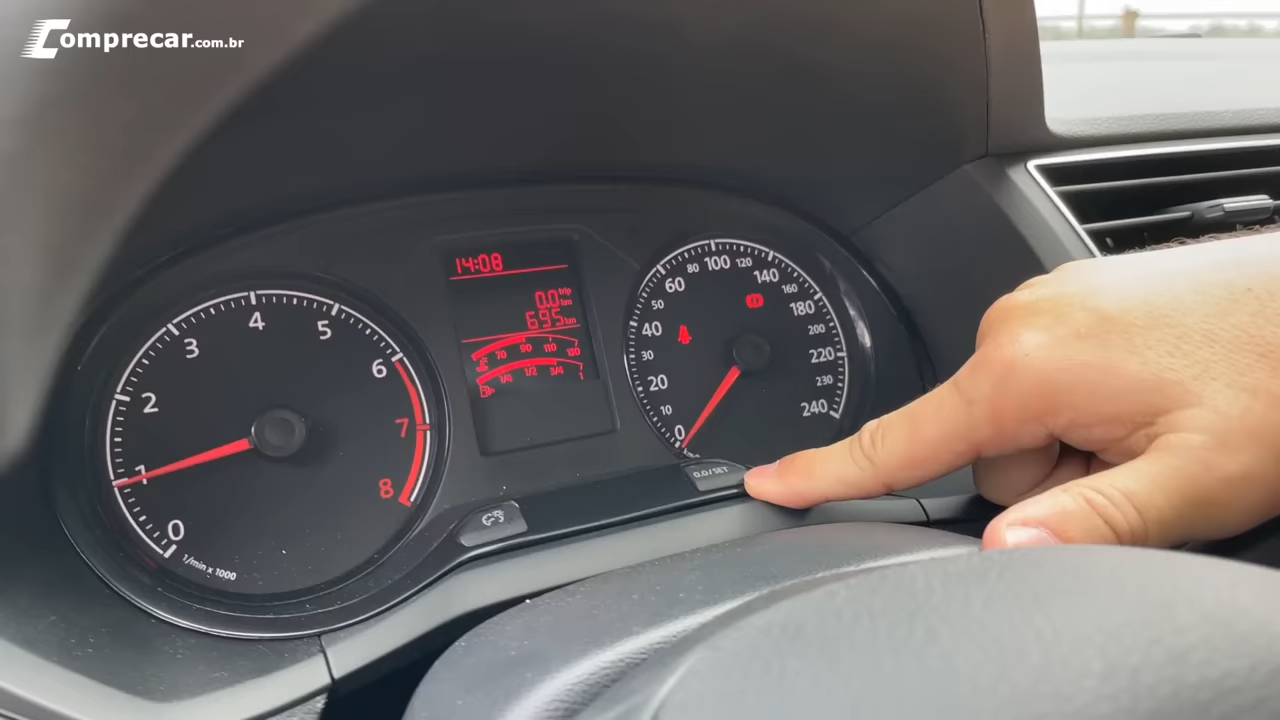 Comprecar.com.br
14:08
0.0 trip km
695 km
70 90 110 130
1/4 1/2 3/4 1
0 1 2 3 4 5 6 7 8
1/min x 1000
0 10 20 30 40 50 60 80 100 120 140 160 180 200 220 230 240
0.0/SET